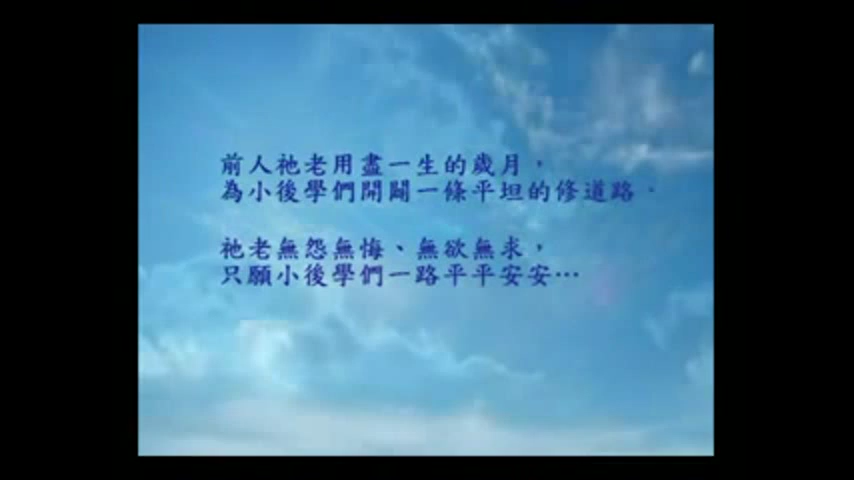 前人祂老用盡一生的歲月，
為小後學們開闢一條平坦的修道路．
祂老無怨無悔、無欲無求，
只願小後學們一路平平安安…